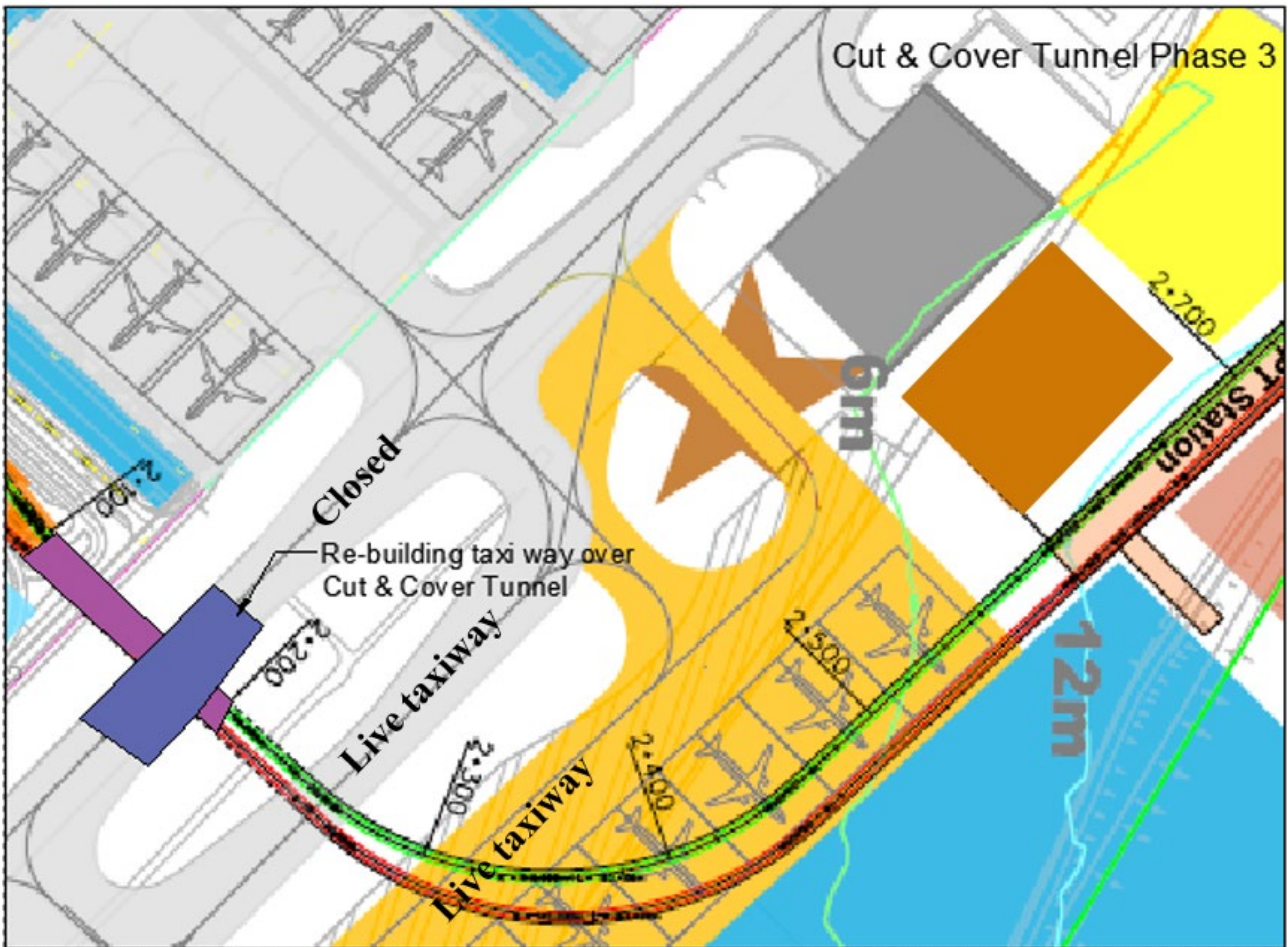 Cut & Cover Tunnel Phase 3
2+700
6m
PT Station
Closed
2+100
Re-building taxi way over
Cut & Cover Tunnel
2+200
Live taxiway
2+500
12m
2+300
2+400
Live taxiway